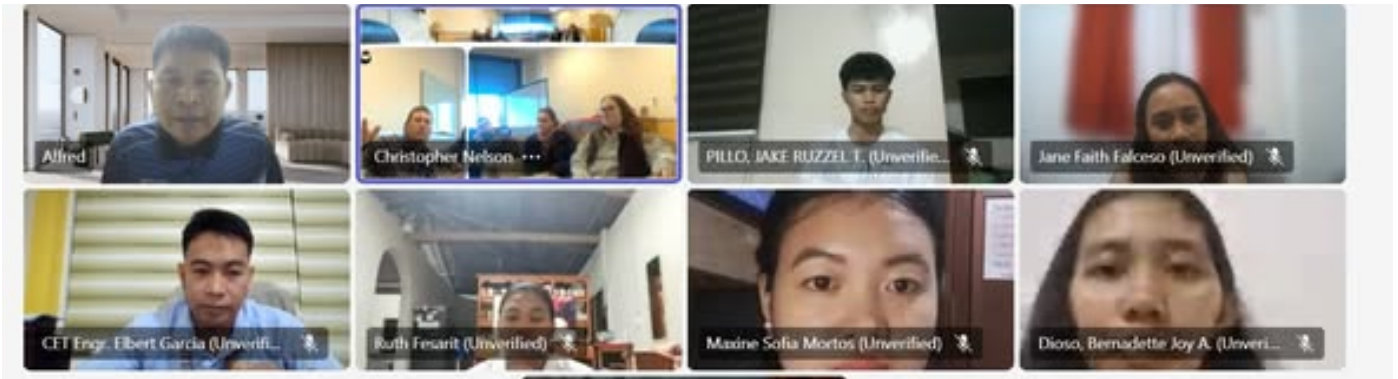 Alfred
Christopher Nelson ...
PILLO, JAKE RUZZEL T. (Unverifie...
Jane Faith Falceso (Unverified)
CET Engr. Elbert Garcia (Unverifi...
Ruth Fesarit (Unverified)
Maxine Sofia Mortos (Unverified)
Dioso, Bernadette Joy A. (Unveri...